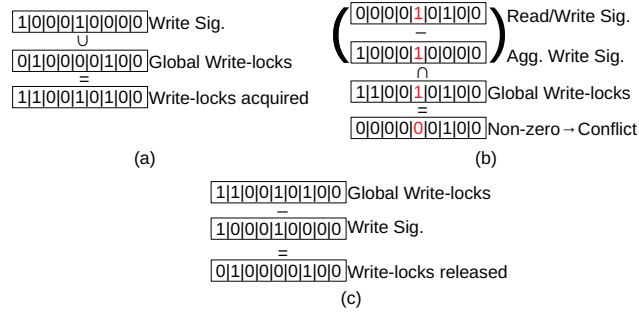 1|0|0|0|1|0|0|0|0 Write Sig.
∪
0|1|0|0|0|0|1|0|0 Global Write-locks
=
1|1|0|0|1|0|1|0|0 Write-locks acquired
(a)
( 0|0|0|0|1|0|1|0|0 Read/Write Sig.
−
1|0|0|0|1|0|0|0|0 ) Agg. Write Sig.
∩
1|1|0|0|1|0|1|0|0 Global Write-locks
=
0|0|0|0|0|0|1|0|0 Non-zero→Conflict
(b)
1|1|0|0|1|0|1|0|0 Global Write-locks
−
1|0|0|0|1|0|0|0|0 Write Sig.
=
0|1|0|0|0|0|1|0|0 Write-locks released
(c)